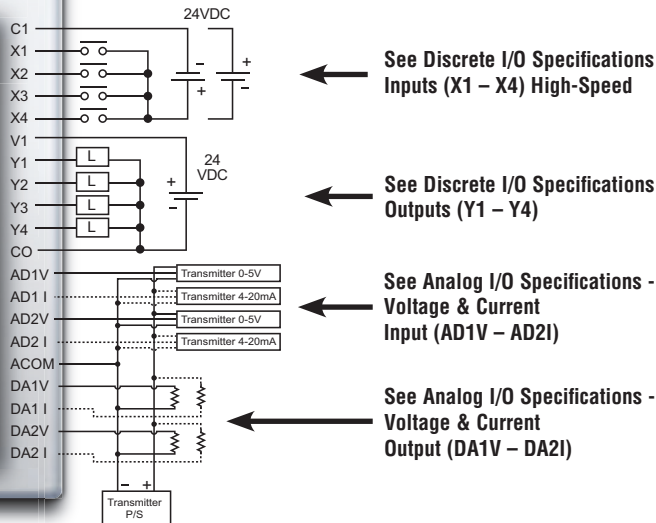 24VDC
C1
X1
X2
X3
X4
- +
+ -
See Discrete I/O Specifications
Inputs (X1 – X4) High-Speed
V1
Y1 L
Y2 L
Y3 L
Y4 L
CO
24
VDC
+
-
See Discrete I/O Specifications
Outputs (Y1 – Y4)
AD1V Transmitter 0-5V
AD1 I Transmitter 4-20mA
AD2V Transmitter 0-5V
AD2 I Transmitter 4-20mA
ACOM
See Analog I/O Specifications -
Voltage & Current
Input (AD1V – AD2I)
DA1V
DA1 I
DA2V
DA2 I
See Analog I/O Specifications -
Voltage & Current
Output (DA1V – DA2I)
- +
Transmitter
P/S